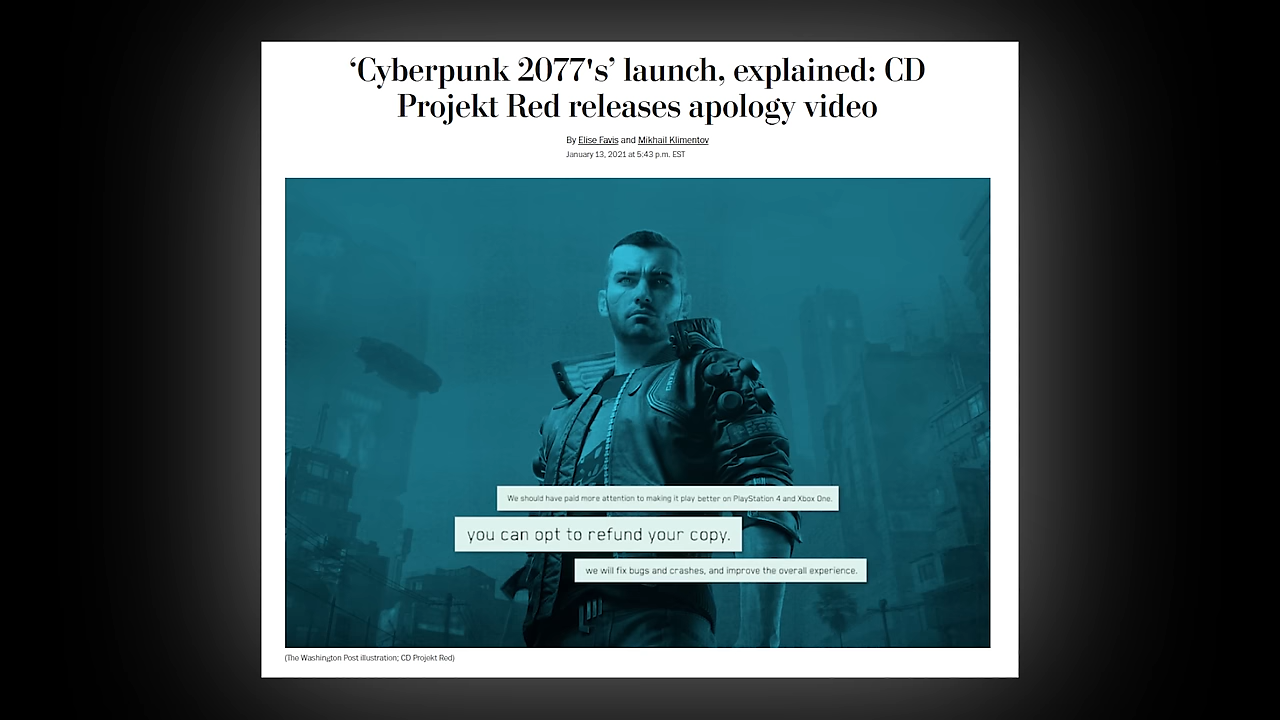 ‘Cyberpunk 2077's’ launch, explained: CD
Projekt Red releases apology video
By Elise Favis and Mikhail Klimentov
January 13, 2021 at 5:43 p.m. EST
We should have paid more attention to making it play better on PlayStation 4 and Xbox One.
you can opt to refund your copy.
we will fix bugs and crashes, and improve the overall experience.
(The Washington Post illustration; CD Projekt Red)